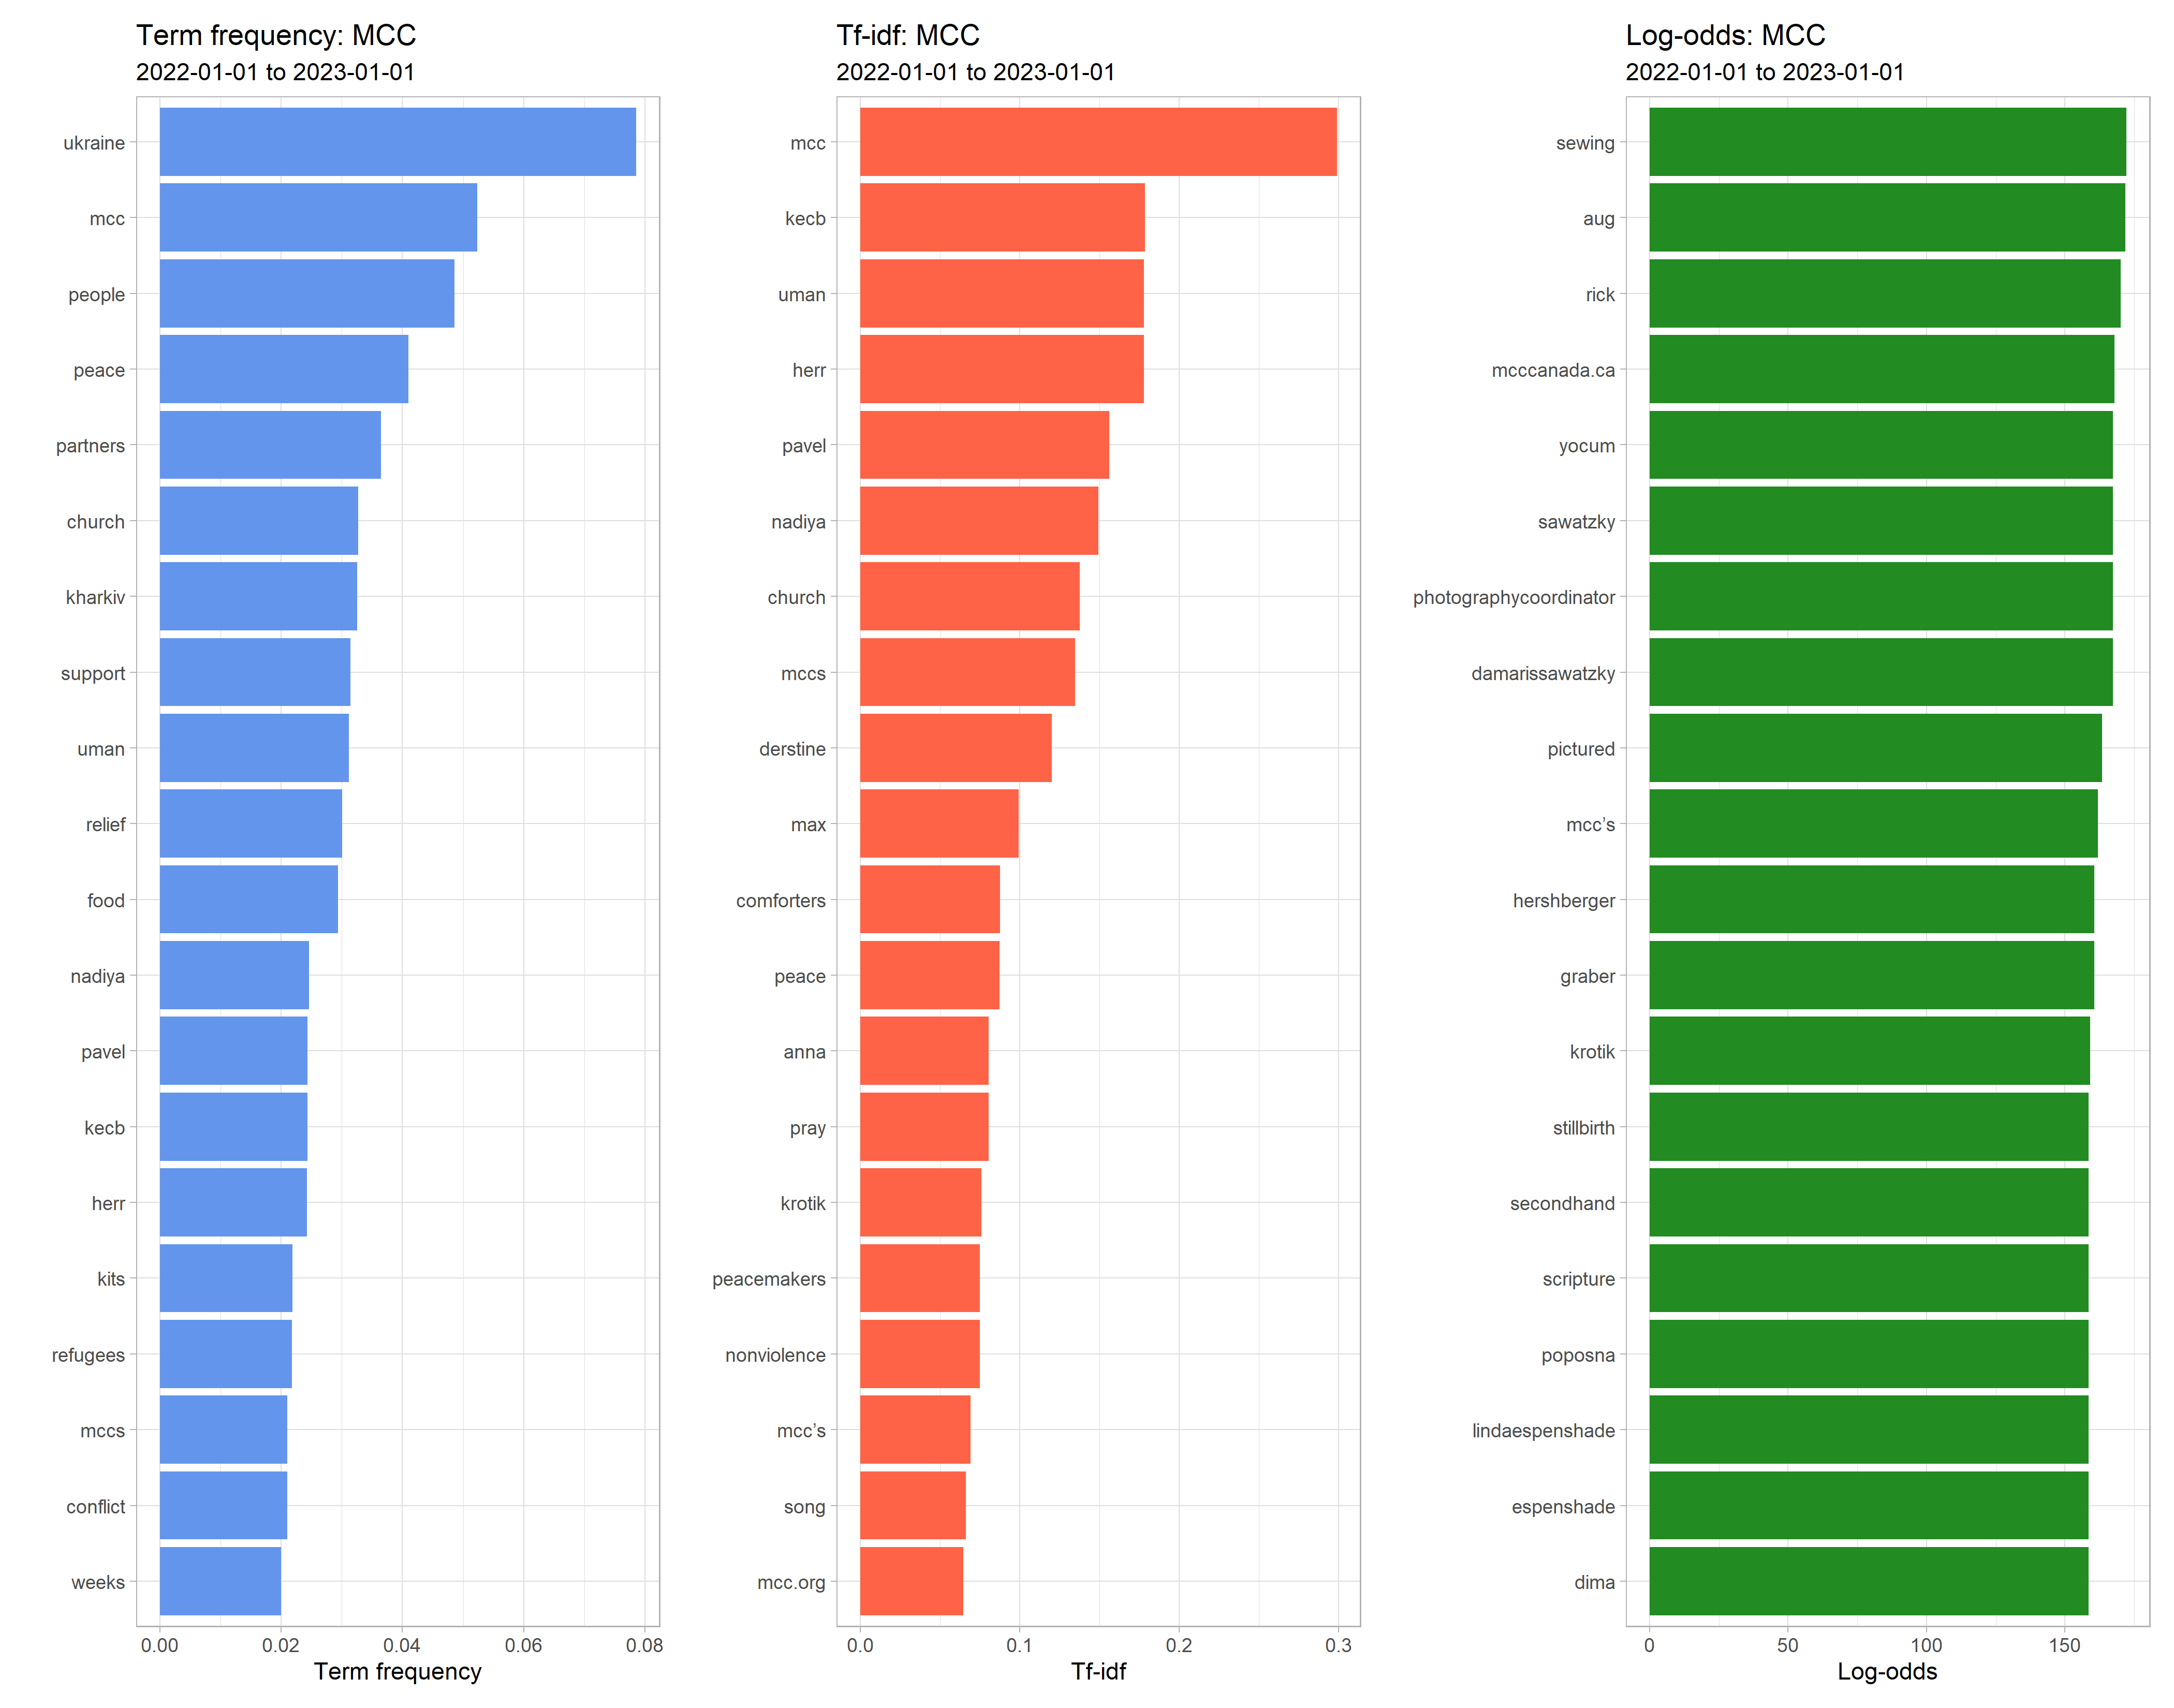 Term frequency: MCC
2022-01-01 to 2023-01-01
ukraine
mcc
people
peace
partners
church
kharkiv
support
uman
relief
food
nadiya
pavel
kecb
herr
kits
refugees
mccs
conflict
weeks
0.00 0.02 0.04 0.06 0.08
Term frequency
Tf-idf: MCC
2022-01-01 to 2023-01-01
mcc
kecb
uman
herr
pavel
nadiya
church
mccs
derstine
max
comforters
peace
anna
pray
krotik
peacemakers
nonviolence
mcc’s
song
mcc.org
0.0 0.1 0.2 0.3
Tf-idf
Log-odds: MCC
2022-01-01 to 2023-01-01
sewing
aug
rick
mcccanada.ca
yocum
sawatzky
photographycoordinator
damarissawatzky
pictured
mcc’s
hershberger
graber
krotik
stillbirth
secondhand
scripture
poposna
lindaespenshade
espenshade
dima
0 50 100 150
Log-odds